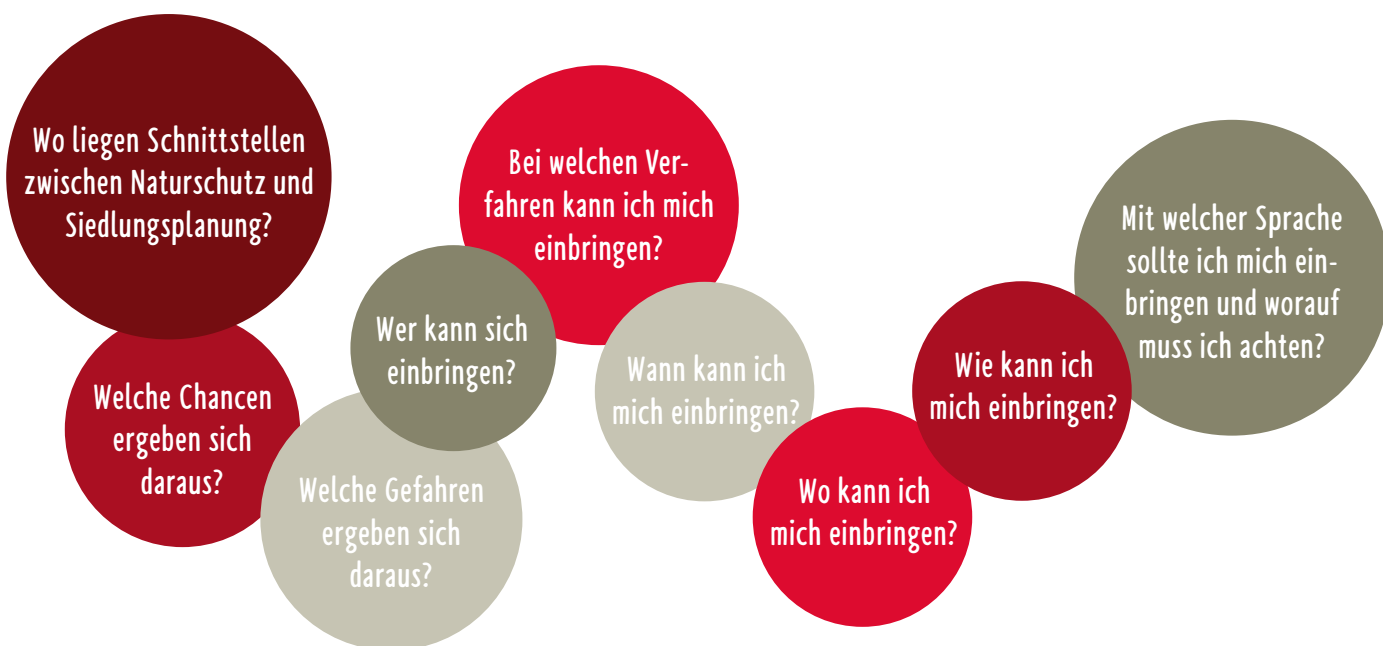 Wo liegen Schnittstellen
zwischen Naturschutz und
Siedlungsplanung?
Welche Chancen
ergeben sich
daraus?
Welche Gefahren
ergeben sich
daraus?
Wer kann sich
einbringen?
Bei welchen Ver-
fahren kann ich mich
einbringen?
Wann kann ich
mich einbringen?
Wo kann ich
mich einbringen?
Wie kann ich
mich einbringen?
Mit welcher Sprache
sollte ich mich ein-
bringen und worauf
muss ich achten?